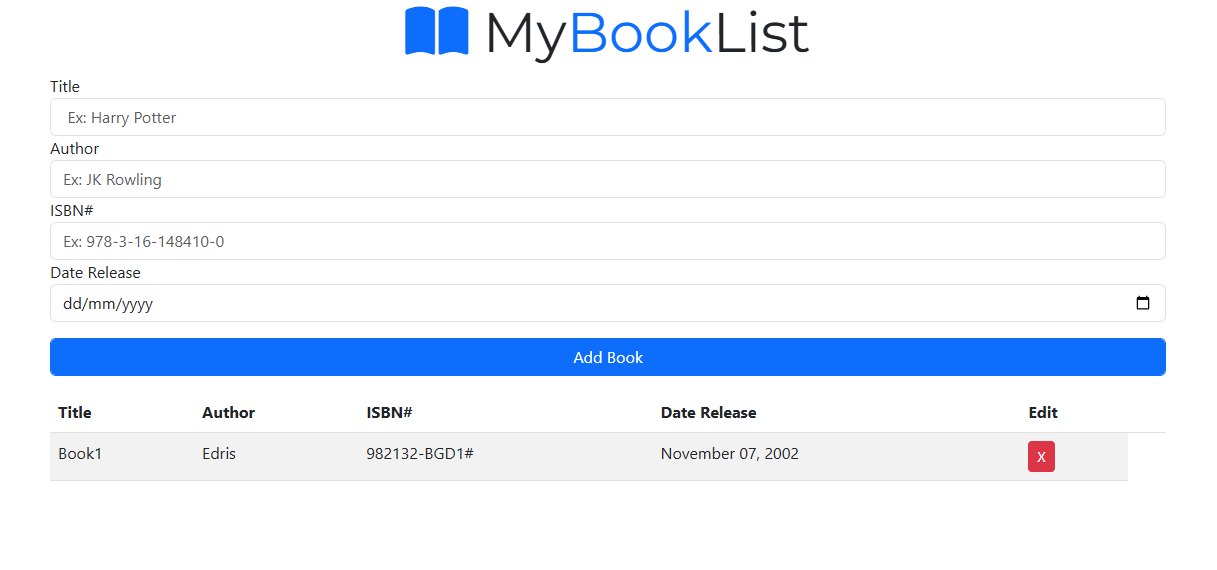 MyBookList
Title
Ex: Harry Potter
Author
Ex: JK Rowling
ISBN#
Ex: 978-3-16-148410-0
Date Release
dd/mm/yyyy
Add Book
Title Author ISBN# Date Release Edit
Book1 Edris 982132-BGD1# November 07, 2002 X